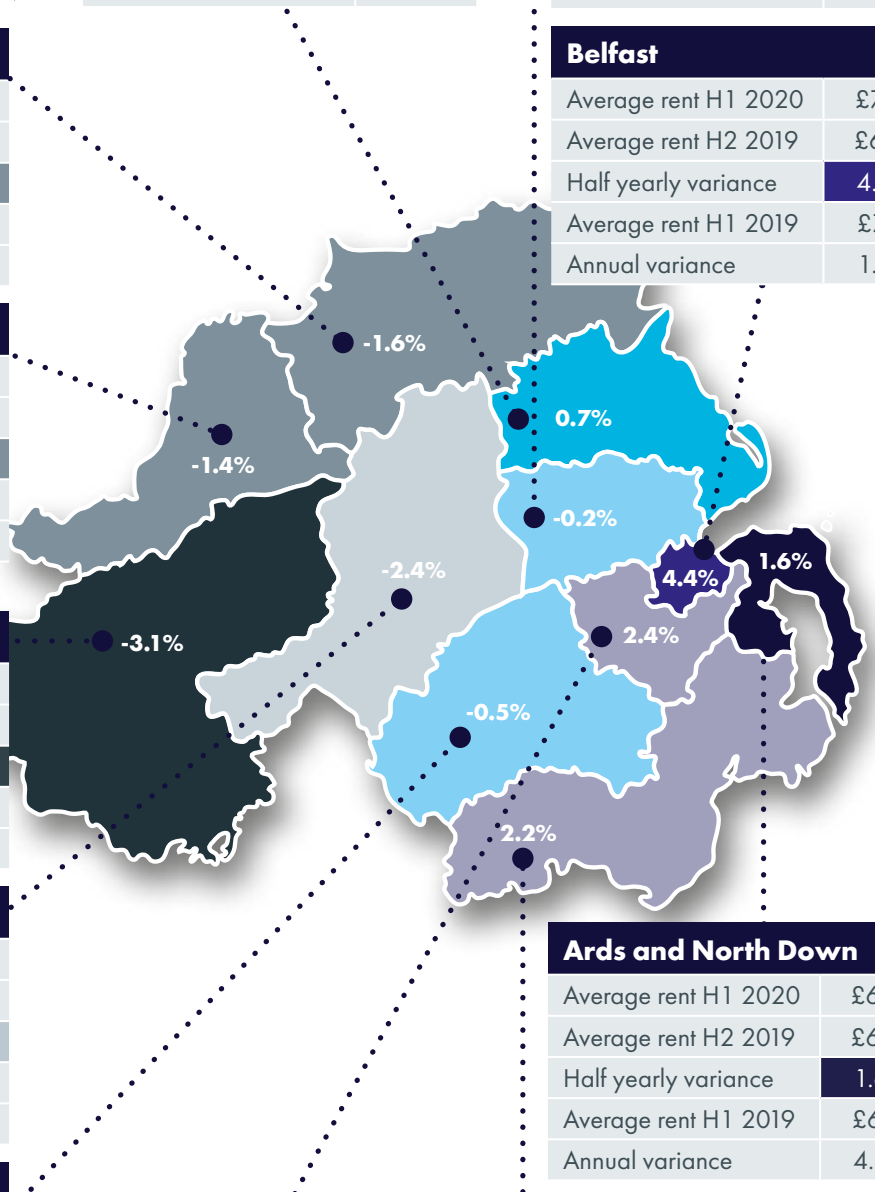 Belfast
Average rent H1 2020
Average rent H2 2019
Half yearly variance
Average rent H1 2019
Annual variance
-1.6%
0.7%
-1.4%
-0.2%
-2.4%
4.4%
1.6%
-3.1%
2.4%
-0.5%
2.2%
Ards and North Down
Average rent H1 2020
Average rent H2 2019
Half yearly variance
Average rent H1 2019
Annual variance